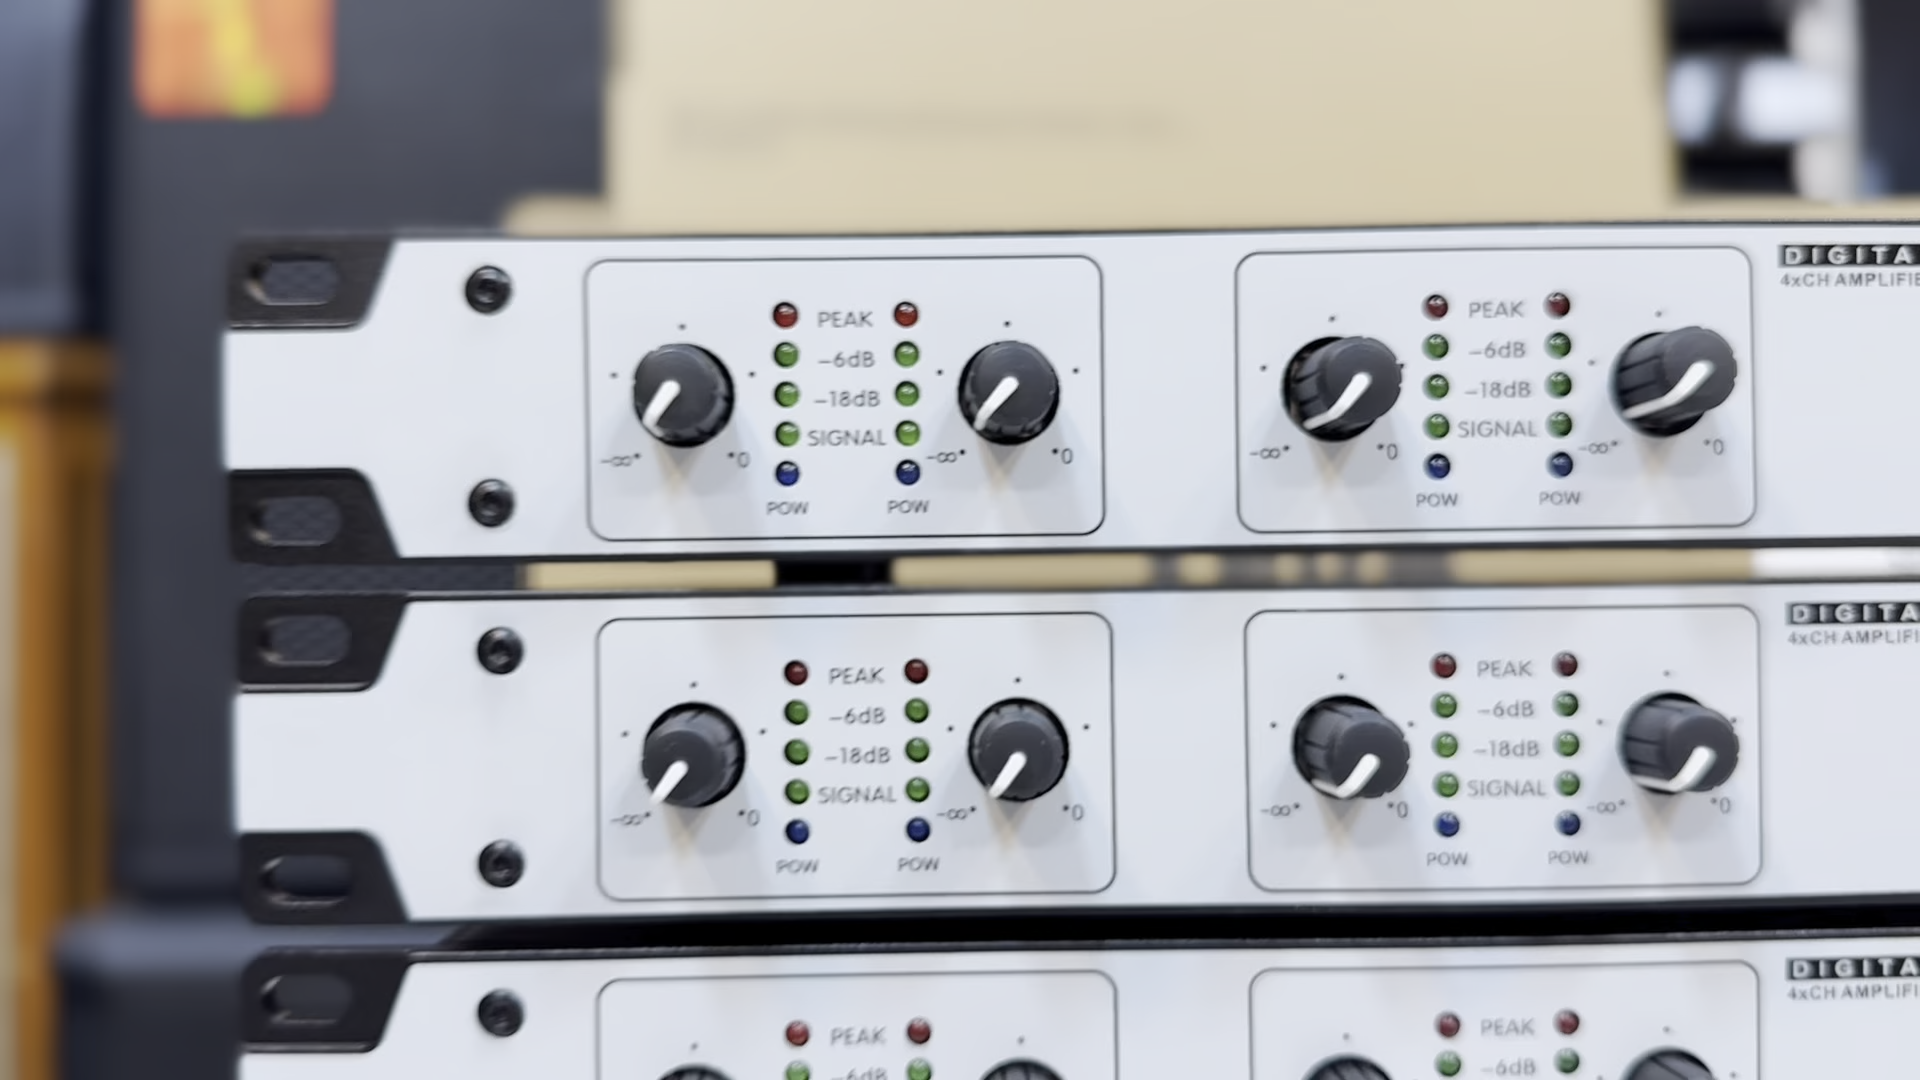 DIGITA
4xCH AMPLIFIE
PEAK
-6dB
-18dB
SIGNAL
-∞ 0 -∞ 0
POW POW
PEAK
-6dB
-18dB
SIGNAL
-∞ 0 -∞ 0
POW POW
DIGITA
4xCH AMPLIFI
PEAK
-6dB
-18dB
SIGNAL
-∞ 0 -∞ 0
POW POW
PEAK
-6dB
-18dB
SIGNAL
-∞ 0 -∞ 0
POW POW
DIGITA
4xCH AMPLIFI
PEAK
-6dB
PEAK
-6dB